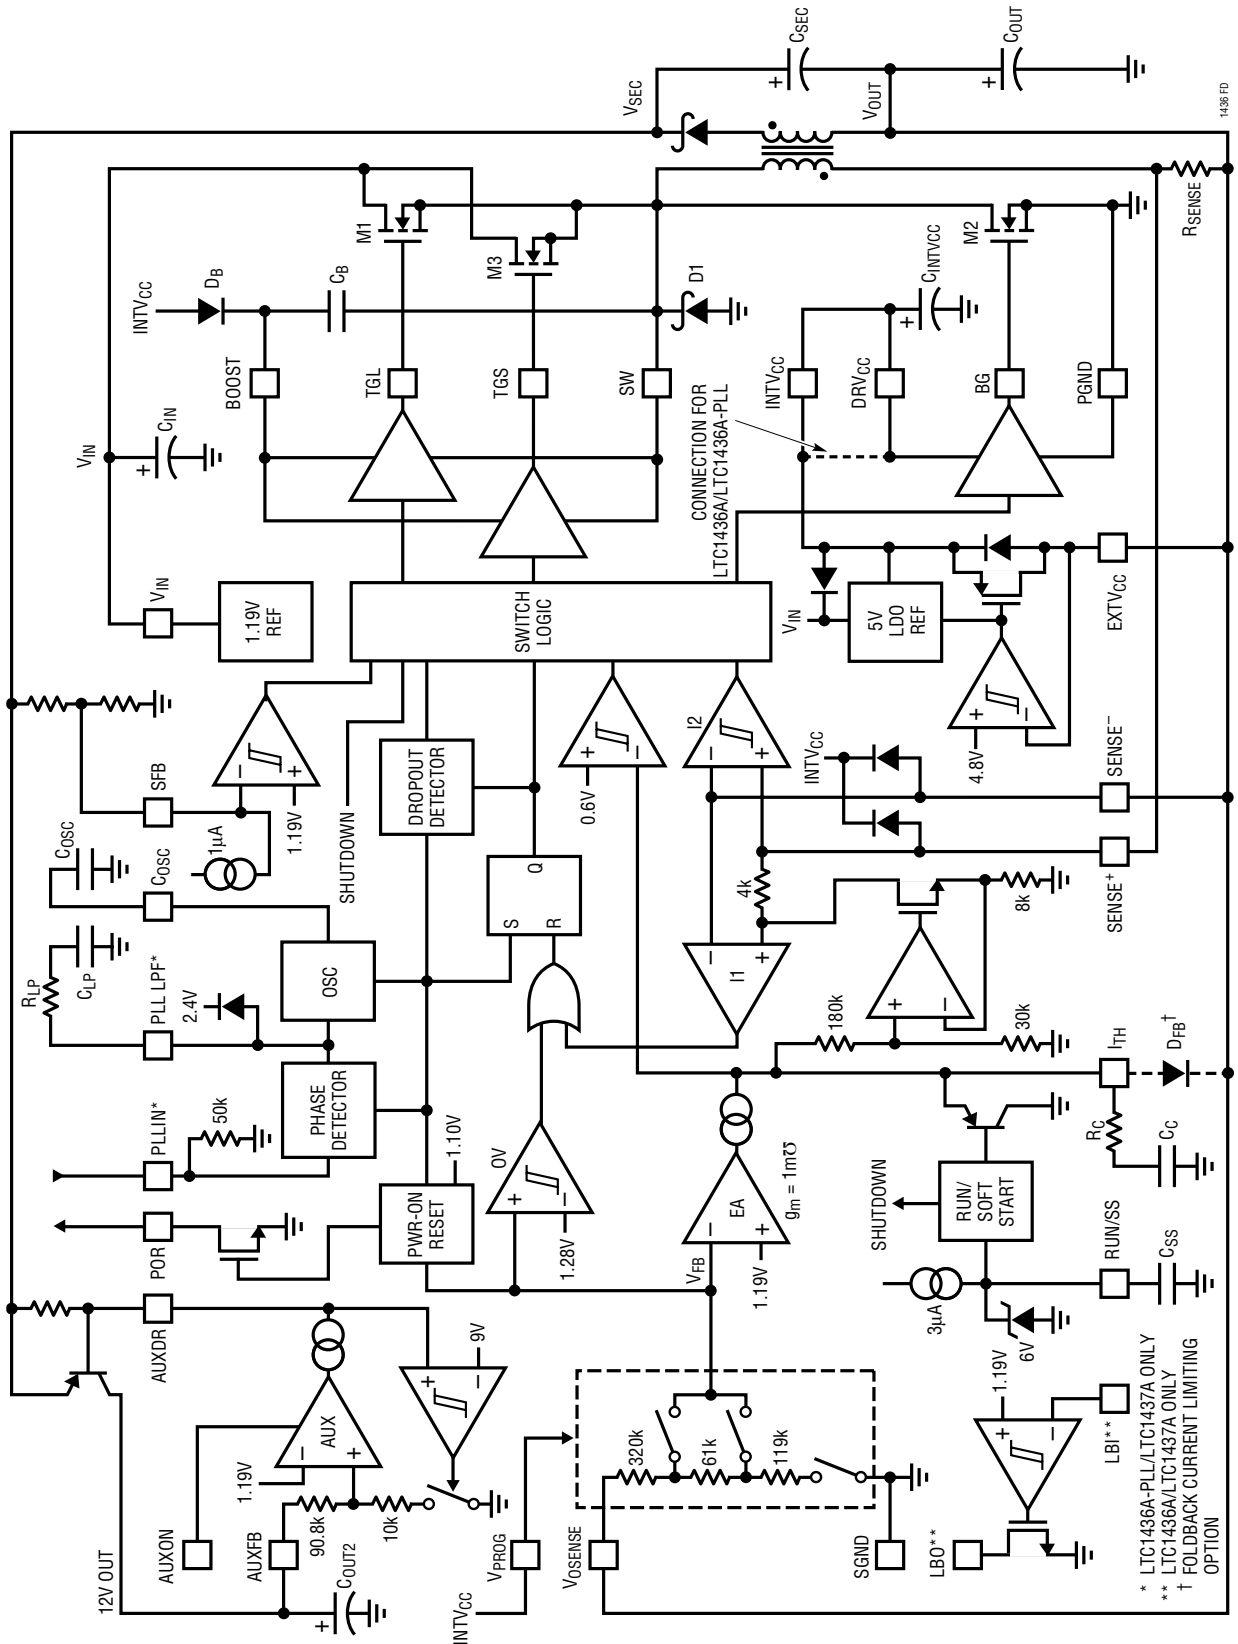 V_SEC
C_SEC
C_OUT
V_OUT
1436 FD
M1
M3
M2
R_SENSE
INTV_CC
D_B
C_B
D1
C_INTVCC
V_IN
C_IN
BOOST
TGL
TGS
SW
INTV_CC
DRV_CC
BG
PGND
CONNECTION FOR
LTC1436A/LTC1436A-PLL
V_IN
1.19V
REF
SWITCH
LOGIC
V_IN
5V
LDO
REF
EXTV_CC
4.8V
SFB
1µA
1.19V
SHUTDOWN
DROPOUT
DETECTOR
0.6V
I2
INTV_CC
SENSE–
C_OSC
C_OSC
Q
S
R
4k
8k
SENSE+
R_LP
C_LP
PLL LPF*
2.4V
OSC
I1
180k
30k
I_TH
D_FB†
PLLIN*
50k
PHASE
DETECTOR
1.10V
OV
g_m = 1m℧
R_C
C_C
POR
PWR-ON
RESET
1.28V
V_FB
EA
1.19V
SHUTDOWN
RUN/
SOFT
START
RUN/SS
C_SS
3µA
6V
AUXDR
9V
AUX
1.19V
90.8k
10k
AUXON
AUXFB
12V OUT
C_OUT2
INTV_CC
V_PROG
V_OSENSE
320k
61k
119k
SGND
1.19V
LBI**
LBO**
* LTC1436A-PLL/LTC1437A ONLY
** LTC1436A/LTC1437A ONLY
† FOLDBACK CURRENT LIMITING
OPTION